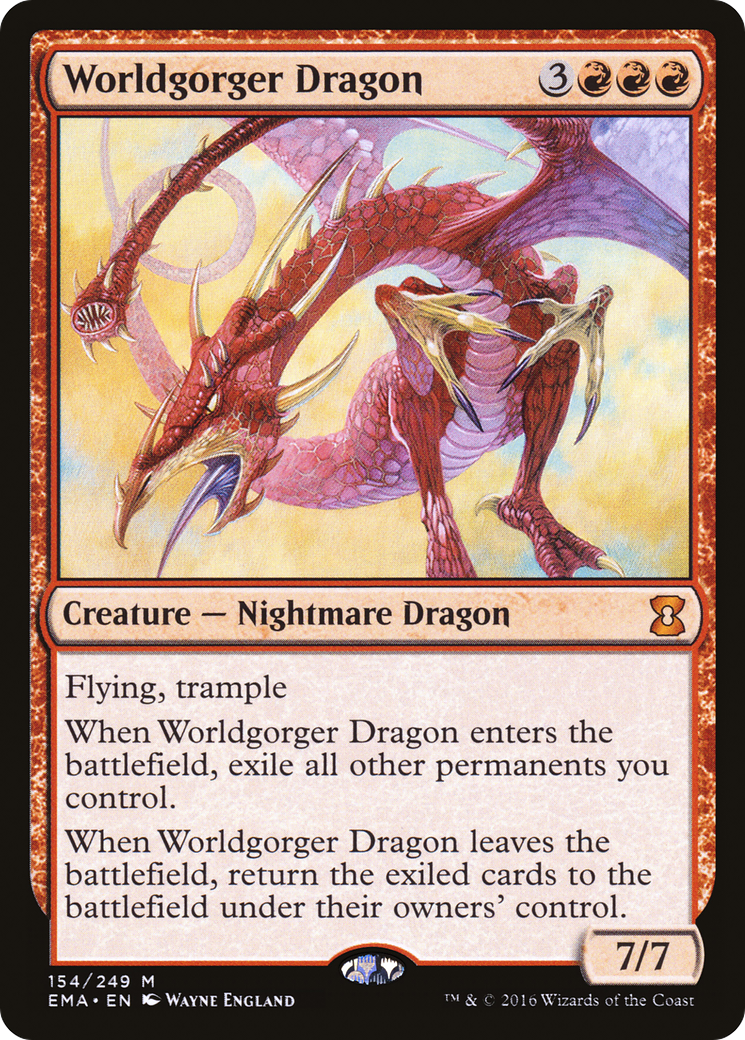 Worldgorger Dragon 3
Creature — Nightmare Dragon
Flying, trample
When Worldgorger Dragon enters the
battlefield, exile all other permanents you
control.
When Worldgorger Dragon leaves the
battlefield, return the exiled cards to the
battlefield under their owners' control.
7/7
154/249 M
EMA • EN Wayne England
™ & © 2016 Wizards of the Coast